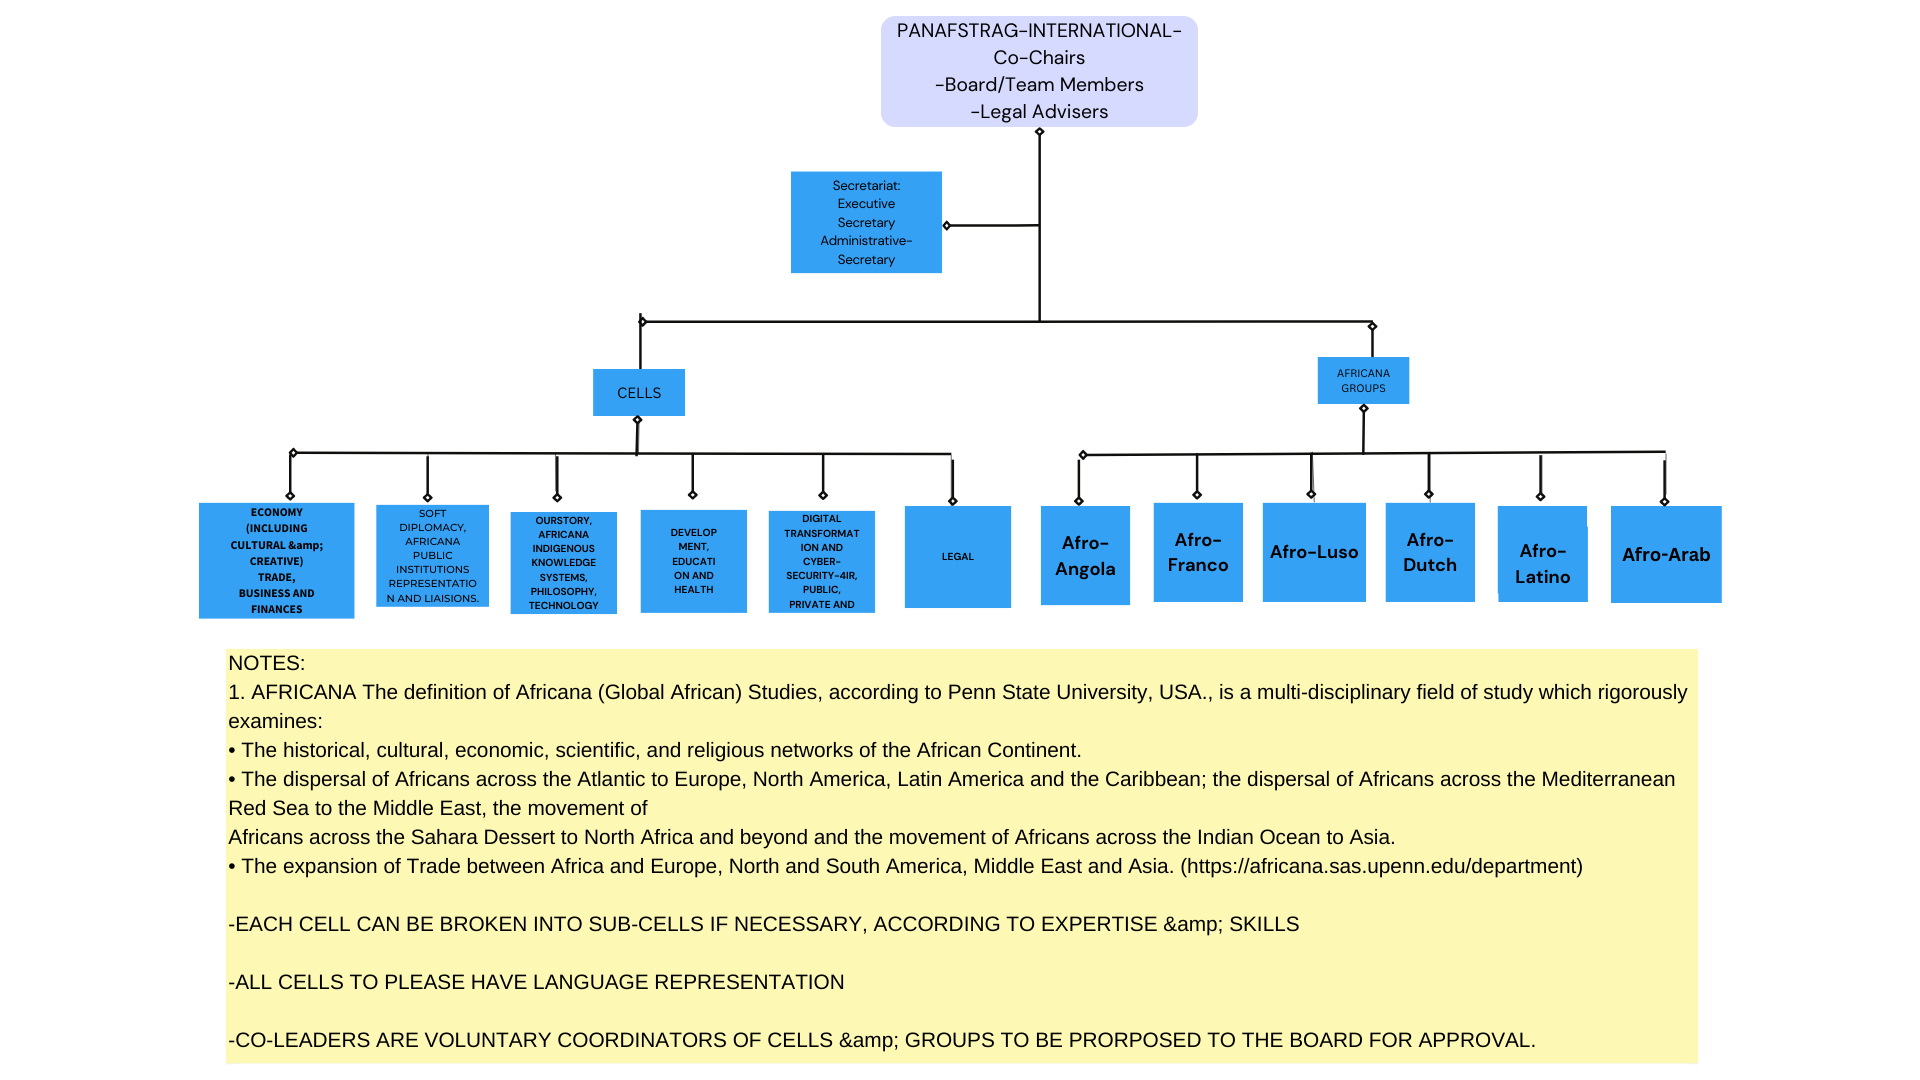 PANAFSTRAG-INTERNATIONAL-
Co-Chairs
-Board/Team Members
-Legal Advisers
Secretariat:
Executive
Secretary
Administrative-
Secretary
CELLS
AFRICANA
GROUPS
ECONOMY
(INCLUDING
CULTURAL &amp;
CREATIVE)
TRADE,
BUSINESS AND
FINANCES
SOFT
DIPLOMACY,
AFRICANA
PUBLIC
INSTITUTIONS
REPRESENTATIO
N AND LIAISIONS.
OURSTORY,
AFRICANA
INDIGENOUS
KNOWLEDGE
SYSTEMS,
PHILOSOPHY,
TECHNOLOGY
DEVELOP
MENT,
EDUCATI
ON AND
HEALTH
DIGITAL
TRANSFORMAT
ION AND
CYBER-
SECURITY-4IR,
PUBLIC,
PRIVATE AND
LEGAL
Afro-
Angola
Afro-
Franco
Afro-Luso
Afro-
Dutch
Afro-
Latino
Afro-Arab
NOTES:
1. AFRICANA The definition of Africana (Global African) Studies, according to Penn State University, USA., is a multi-disciplinary field of study which rigorously
examines:
• The historical, cultural, economic, scientific, and religious networks of the African Continent.
• The dispersal of Africans across the Atlantic to Europe, North America, Latin America and the Caribbean; the dispersal of Africans across the Mediterranean
Red Sea to the Middle East, the movement of
Africans across the Sahara Dessert to North Africa and beyond and the movement of Africans across the Indian Ocean to Asia.
• The expansion of Trade between Africa and Europe, North and South America, Middle East and Asia. (https://africana.sas.upenn.edu/department)
-EACH CELL CAN BE BROKEN INTO SUB-CELLS IF NECESSARY, ACCORDING TO EXPERTISE &amp; SKILLS
-ALL CELLS TO PLEASE HAVE LANGUAGE REPRESENTATION
-CO-LEADERS ARE VOLUNTARY COORDINATORS OF CELLS &amp; GROUPS TO BE PRORPOSED TO THE BOARD FOR APPROVAL.